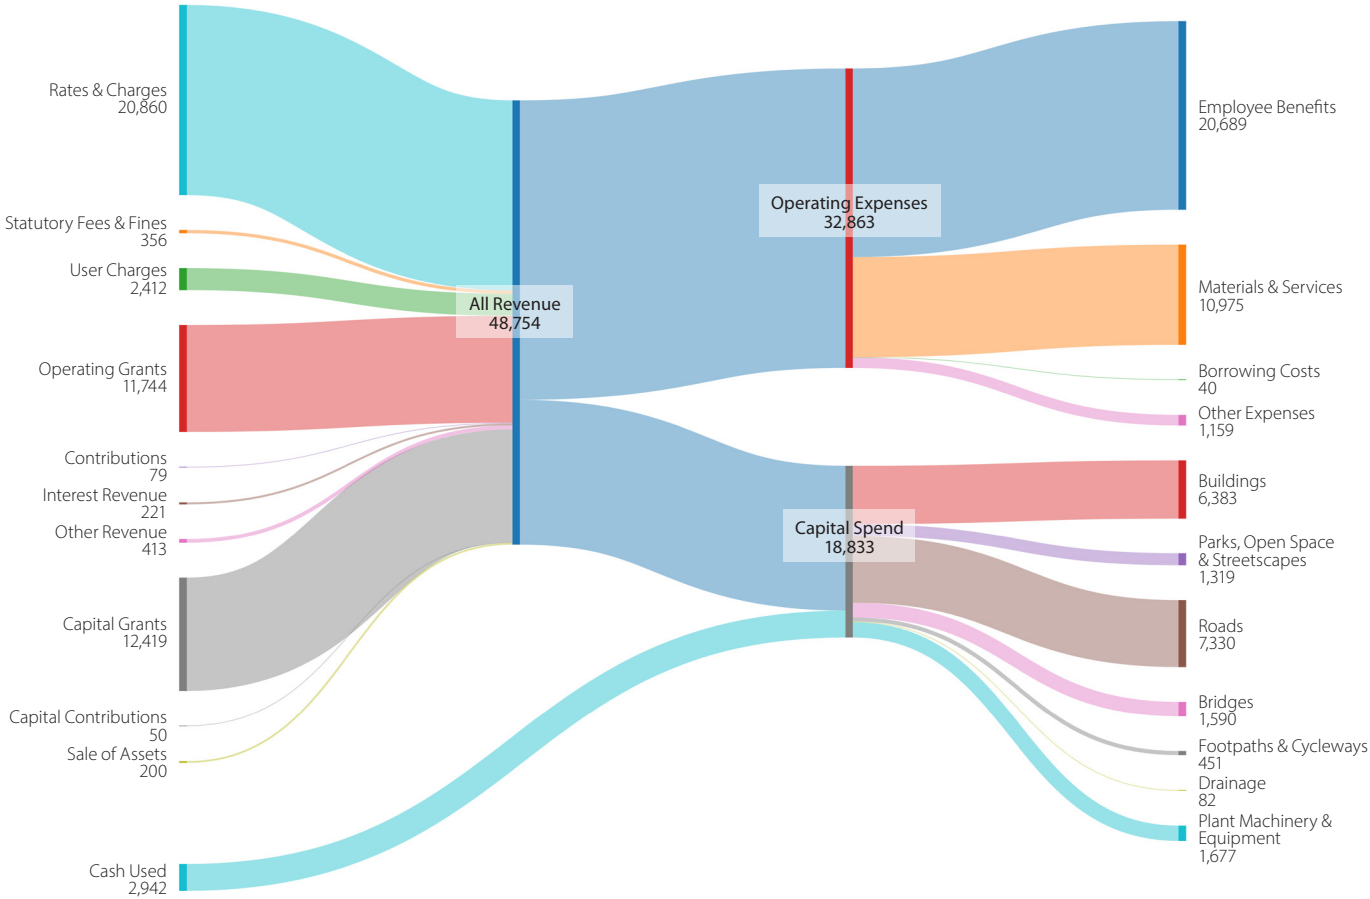 Rates & Charges
20,860
Statutory Fees & Fines
356
User Charges
2,412
Operating Grants
11,744
Contributions
79
Interest Revenue
221
Other Revenue
413
Capital Grants
12,419
Capital Contributions
50
Sale of Assets
200
Cash Used
2,942
All Revenue
48,754
Operating Expenses
32,863
Capital Spend
18,833
Employee Benefits
20,689
Materials & Services
10,975
Borrowing Costs
40
Other Expenses
1,159
Buildings
6,383
Parks, Open Space
& Streetscapes
1,319
Roads
7,330
Bridges
1,590
Footpaths & Cycleways
451
Drainage
82
Plant Machinery &
Equipment
1,677